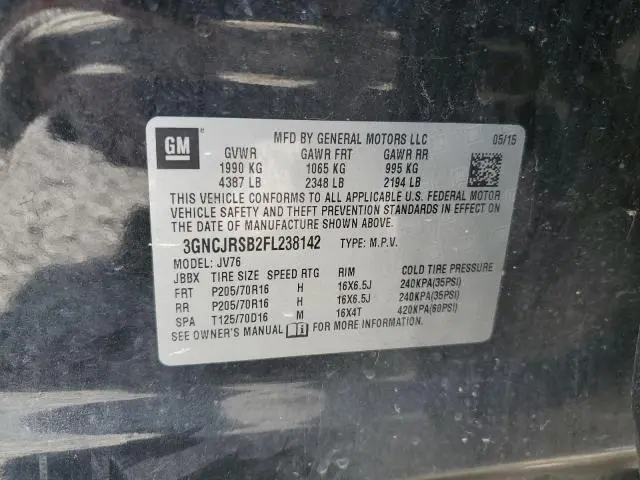 GM MFD BY GENERAL MOTORS LLC 05/15
GVWR GAWR FRT GAWR RR
1990 KG 1065 KG 995 KG
4387 LB 2348 LB 2194 LB
THIS VEHICLE CONFORMS TO ALL APPLICABLE U.S. FEDERAL MOTOR
VEHICLE SAFETY AND THEFT PREVENTION STANDARDS IN EFFECT ON
THE DATE OF MANUFACTURE SHOWN ABOVE.
3GNCJRSB2FL238142 TYPE: M.P.V.
MODEL: JV76
JBBX TIRE SIZE SPEED RTG RIM COLD TIRE PRESSURE
FRT P205/70R16 H 16X6.5J 240KPA(35PSI)
RR P205/70R16 H 16X6.5J 240KPA(35PSI)
SPA T125/70D16 M 16X4T 420KPA(60PSI)
SEE OWNER'S MANUAL FOR MORE INFORMATION.